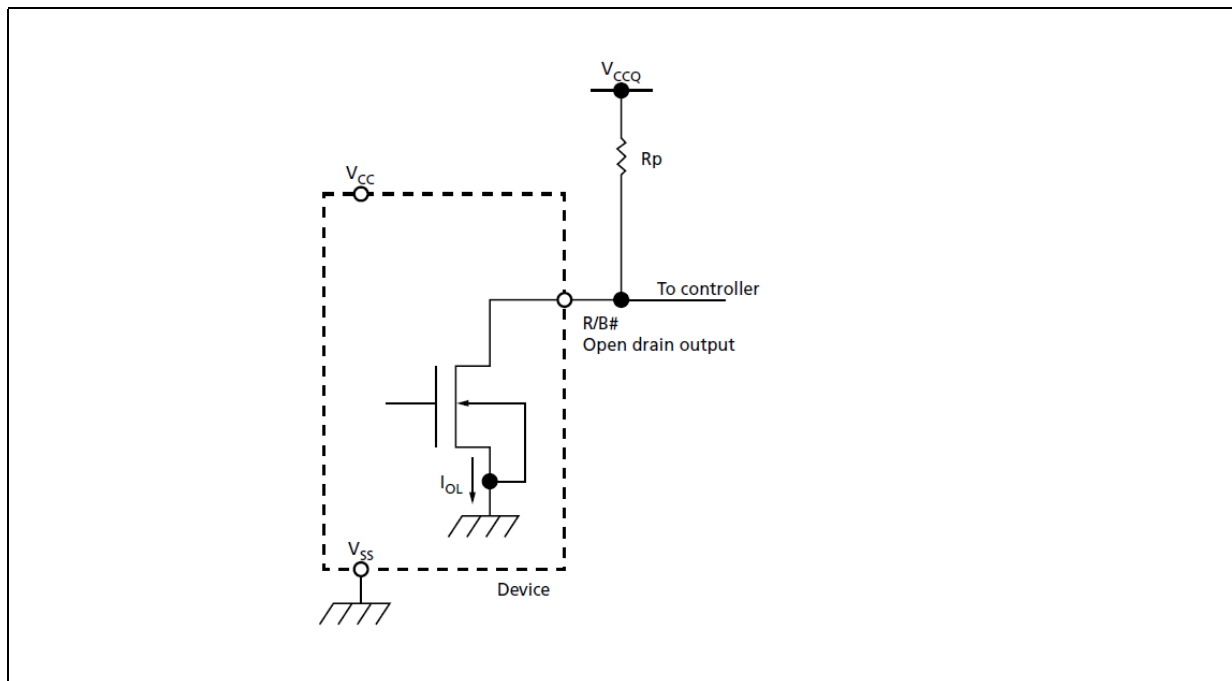 VCCQ
Rp
VCC
To controller
R/B#
Open drain output
IOL
VSS
Device